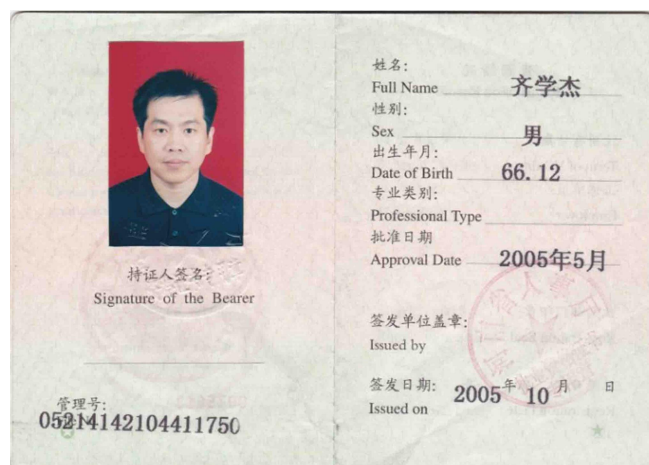 持证人签名:
Signature of the Bearer
管理号:
05214142104411750
姓名:
Full Name 齐学杰
性别:
Sex 男
出生年月:
Date of Birth 66.12
专业类别:
Professional Type
批准日期
Approval Date 2005年5月
签发单位盖章:
Issued by
签发日期: 2005 年 10 月 日
Issued on